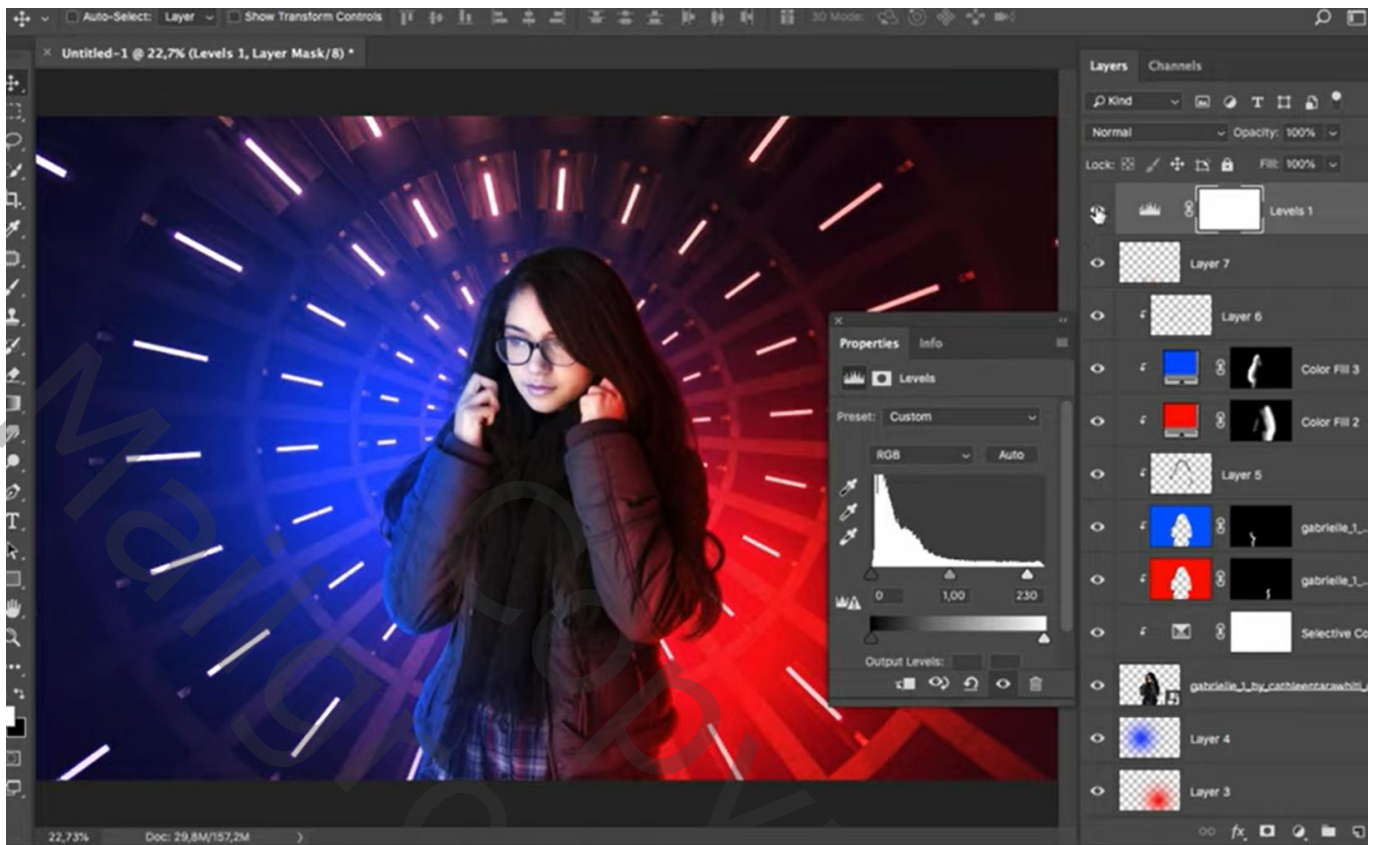 Auto-Select: Layer Show Transform Controls 3D Mode:
× Untitled-1 @ 22,7% (Levels 1, Layer Mask/8) *
Layers Channels
Kind
Normal Opacity: 100%
Lock: Fill: 100%
Levels 1
Layer 7
Layer 6
Color Fill 3
Color Fill 2
Layer 5
gabrielle_1_...
gabrielle_1_...
Selective Co
gabrielle_1_by_cathleentarawhiti_
Layer 4
Layer 3
Properties Info
Levels
Preset: Custom
RGB Auto
0 1,00 230
Output Levels:
22,73% Doc: 29,8M/157,2M